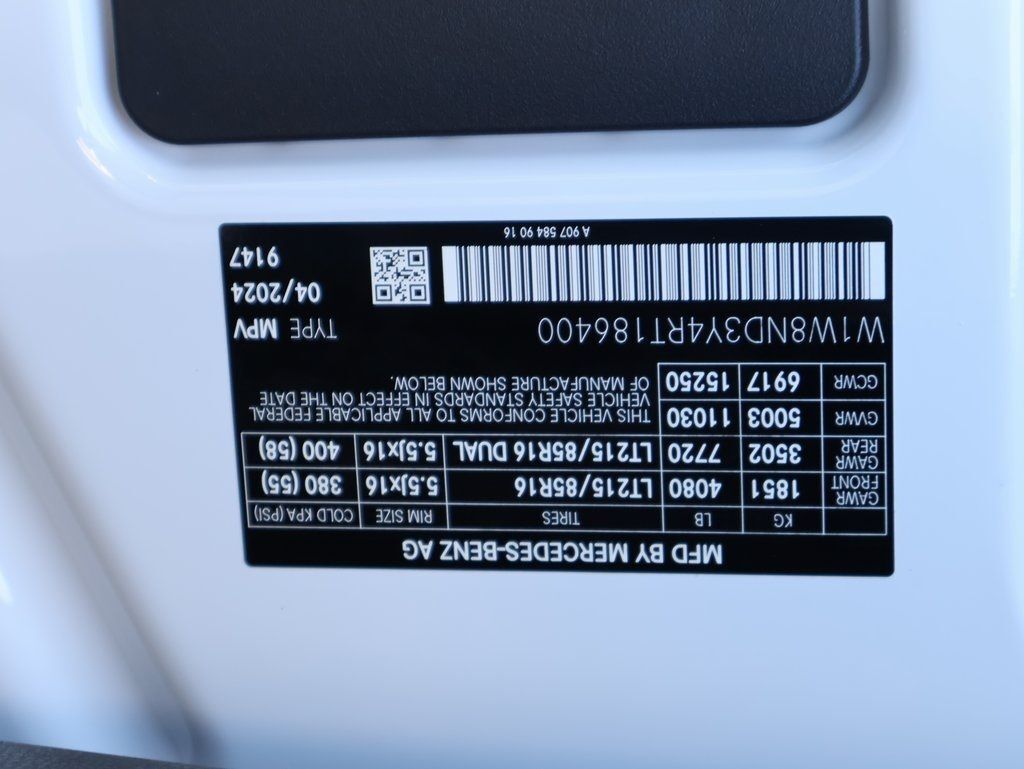 MFD BY MERCEDES-BENZ AG
KG LB TIRES RIM SIZE COLD KPA (PSI)
GAWR FRONT 1851 4080 LT215/85R16 5.5Jx16 380 (55)
GAWR REAR 3502 7720 LT215/85R16 DUAL 5.5Jx16 400 (58)
GVWR 5003 11030
GCWR 6917 15250
THIS VEHICLE CONFORMS TO ALL APPLICABLE FEDERAL
VEHICLE SAFETY STANDARDS IN EFFECT ON THE DATE
OF MANUFACTURE SHOWN BELOW.
W1W8ND3Y4RT186400 TYPE MPV
04/2024
9147
A 907 584 90 16